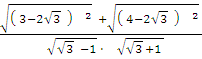 √((3−2√3 )²) + √((4−2√3 )²)
√(√3 −1) · √(√3 +1)